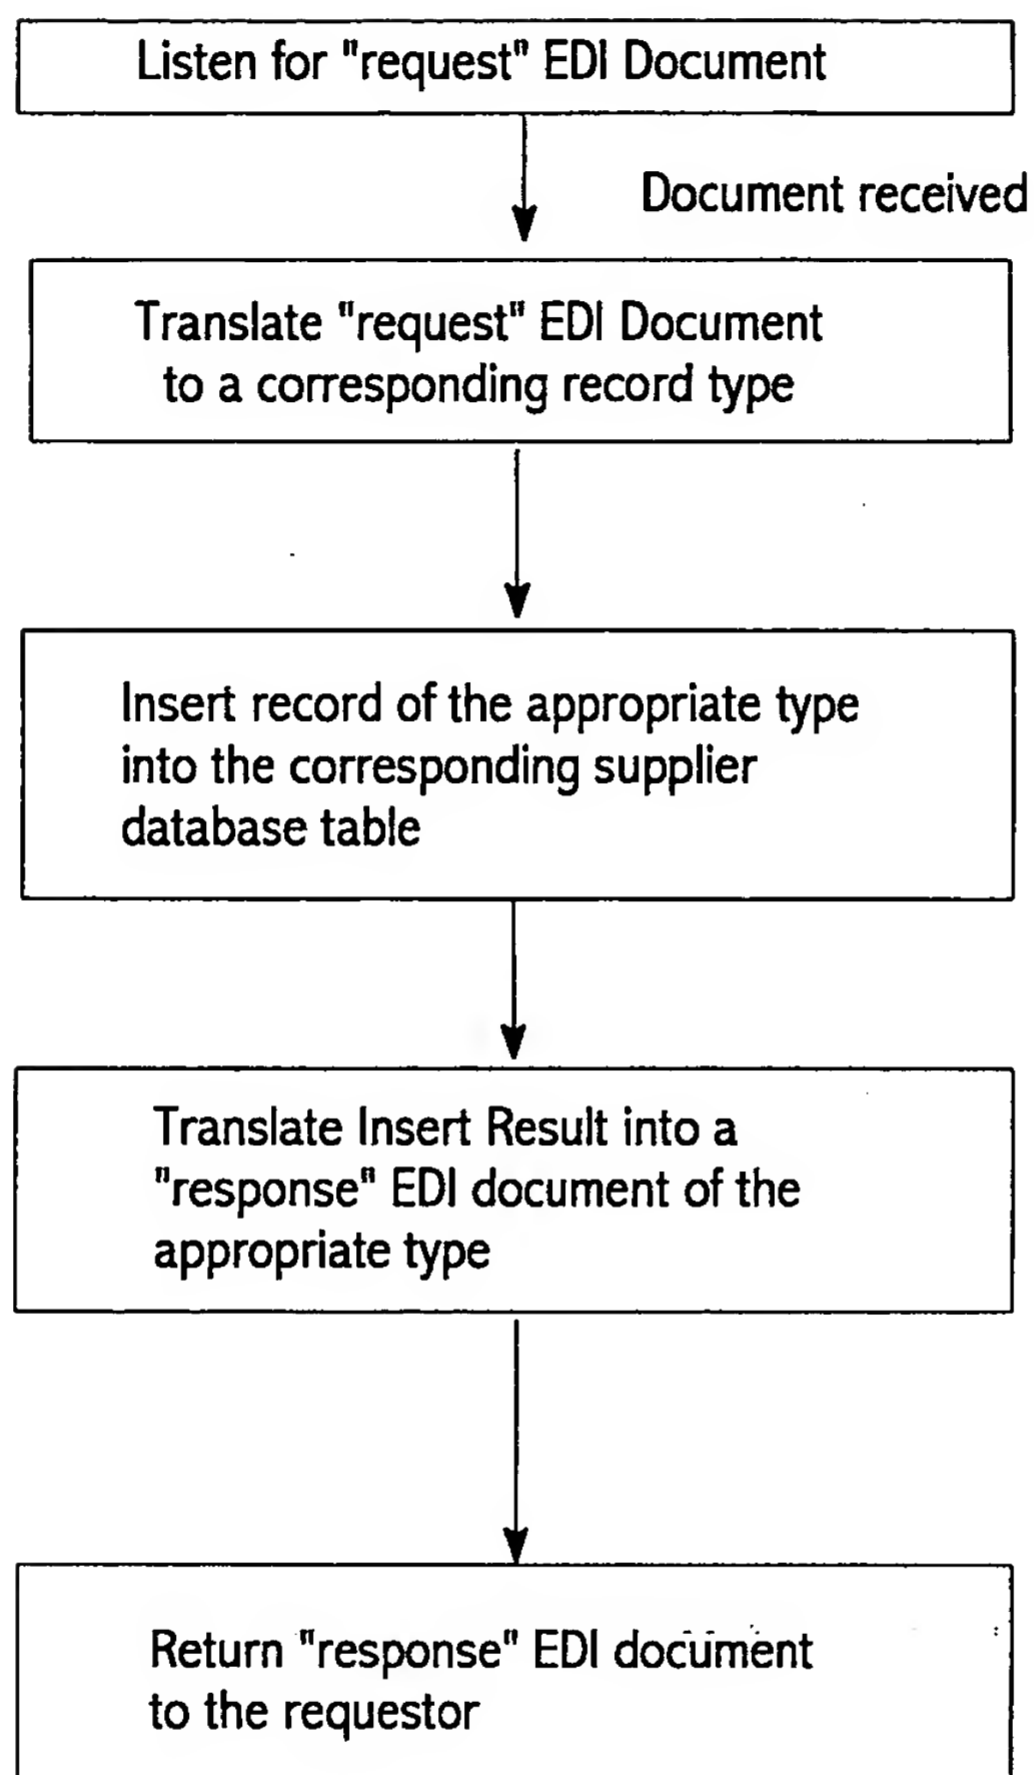 Listen for "request" EDI Document
Document received
Translate "request" EDI Document
to a corresponding record type
Insert record of the appropriate type
into the corresponding supplier
database table
Translate Insert Result into a
"response" EDI document of the
appropriate type
Return "response" EDI document
to the requestor